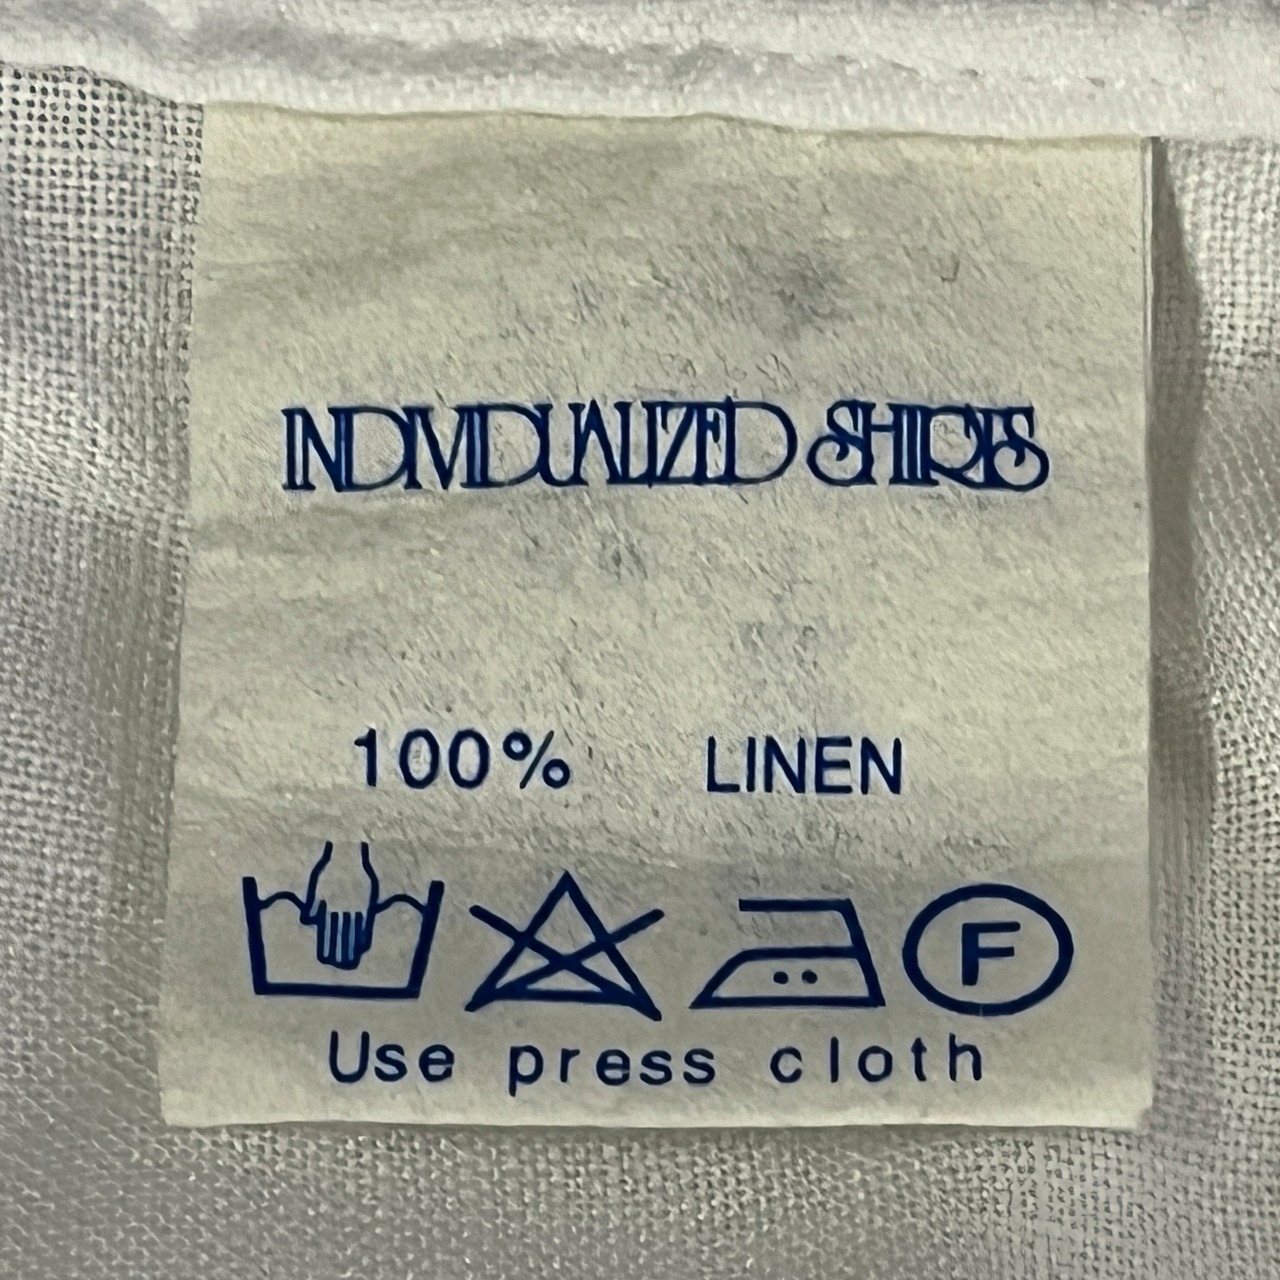 INDIVIDUALIZED SHIRTS
100% LINEN
F
Use press cloth